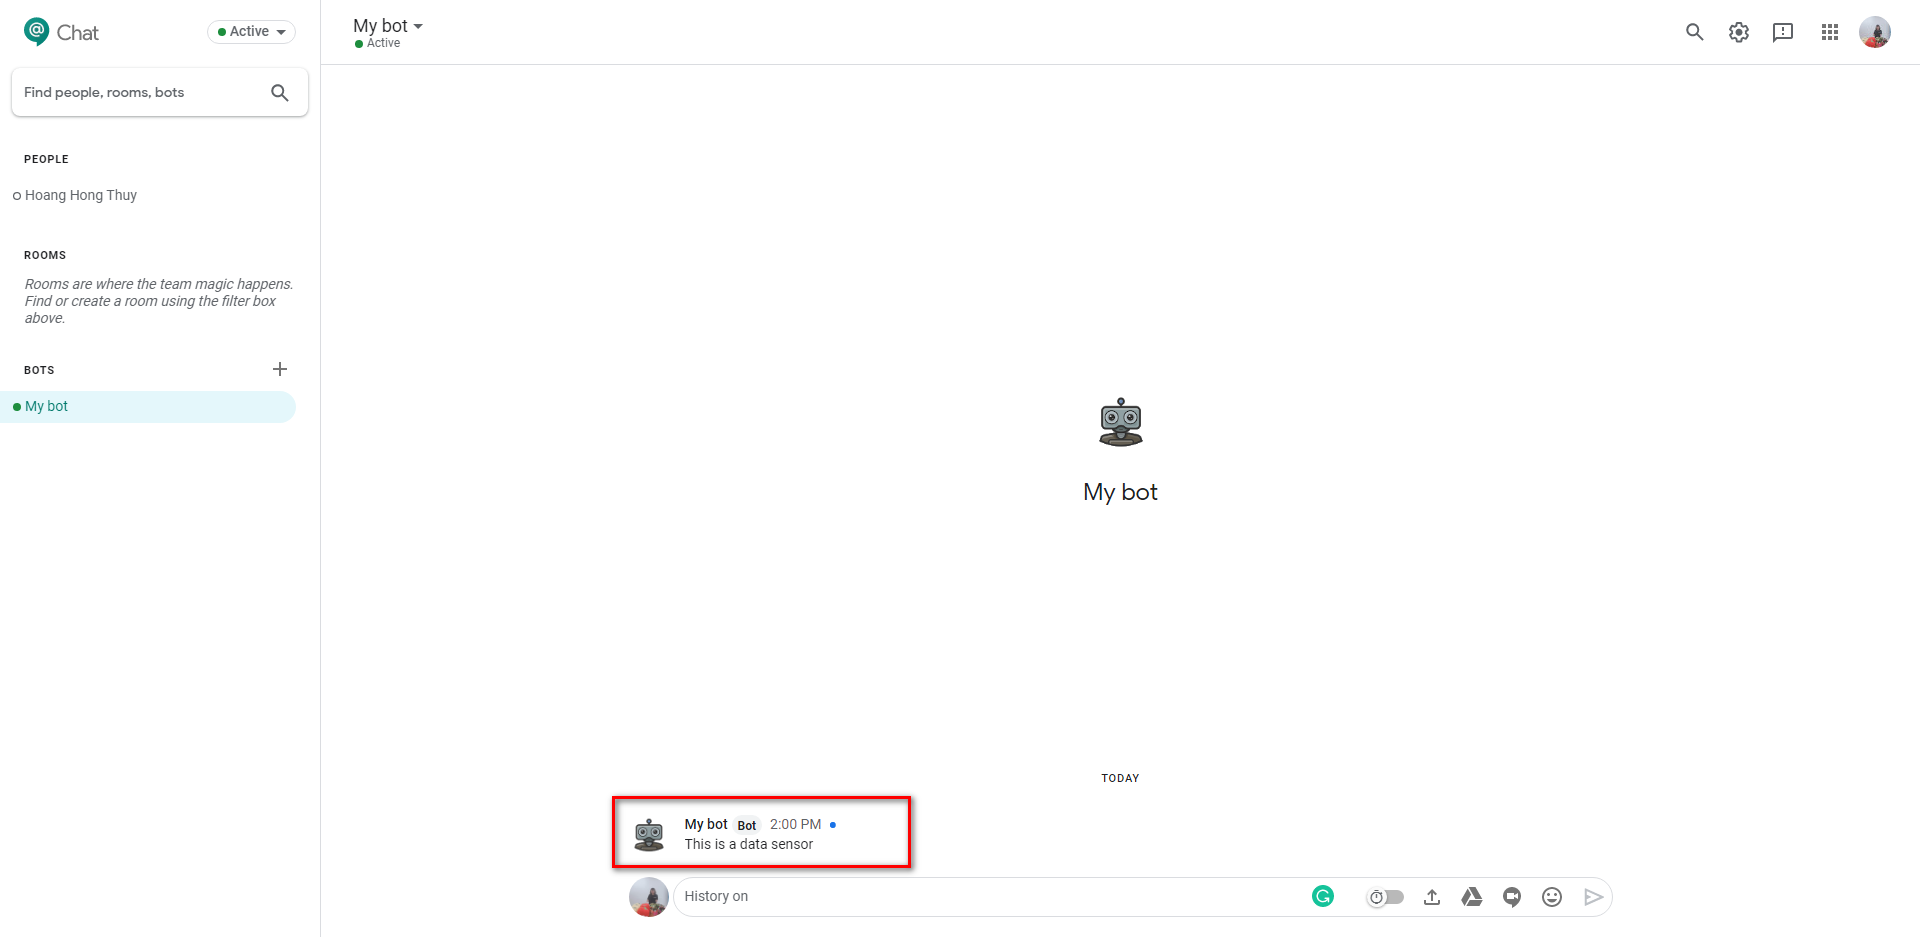 Chat
Active
Find people, rooms, bots
PEOPLE
Hoang Hong Thuy
ROOMS
Rooms are where the team magic happens.
Find or create a room using the filter box
above.
BOTS
My bot
My bot
Active
My bot
TODAY
My bot Bot 2:00 PM
This is a data sensor
History on